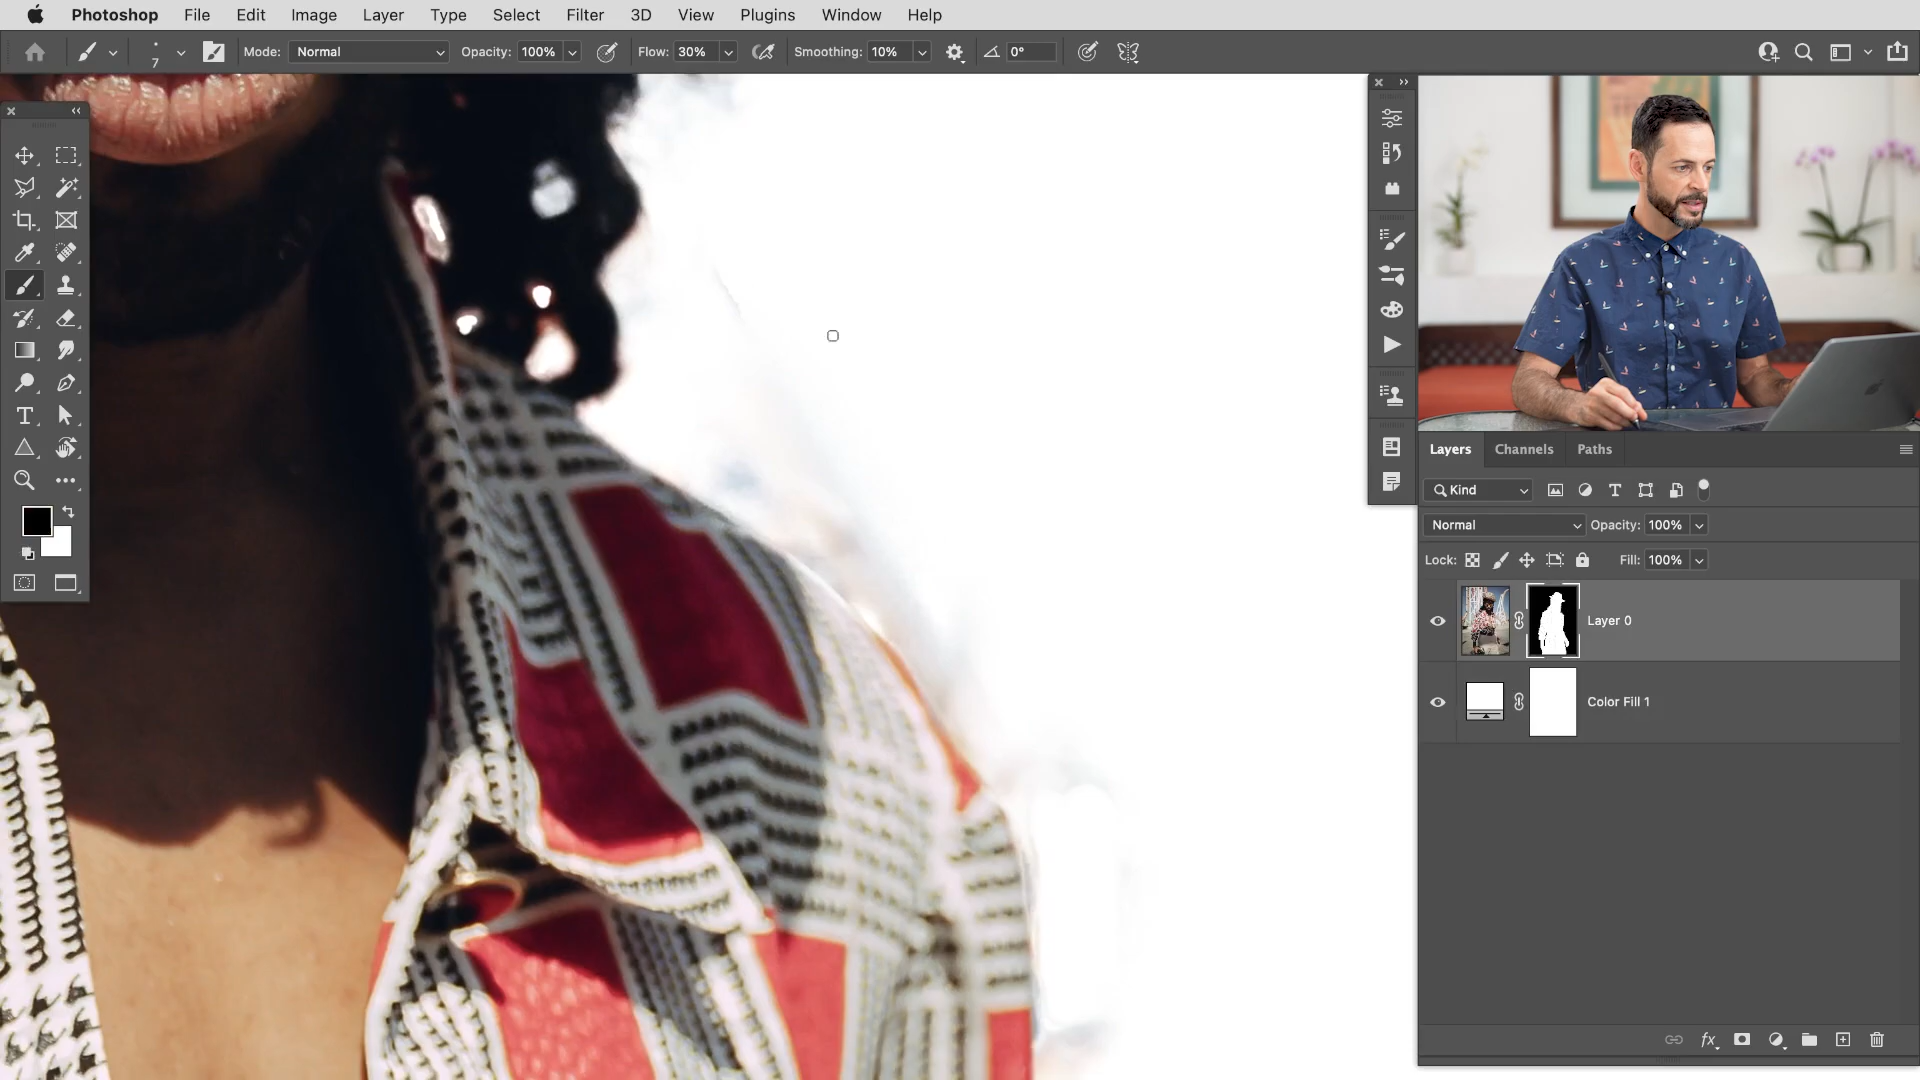 Photoshop File Edit Image Layer Type Select Filter 3D View Plugins Window Help
7 Mode: Normal Opacity: 100% Flow: 30% Smoothing: 10% 0°
Layers Channels Paths
Kind
Normal Opacity: 100%
Lock: Fill: 100%
Layer 0
Color Fill 1